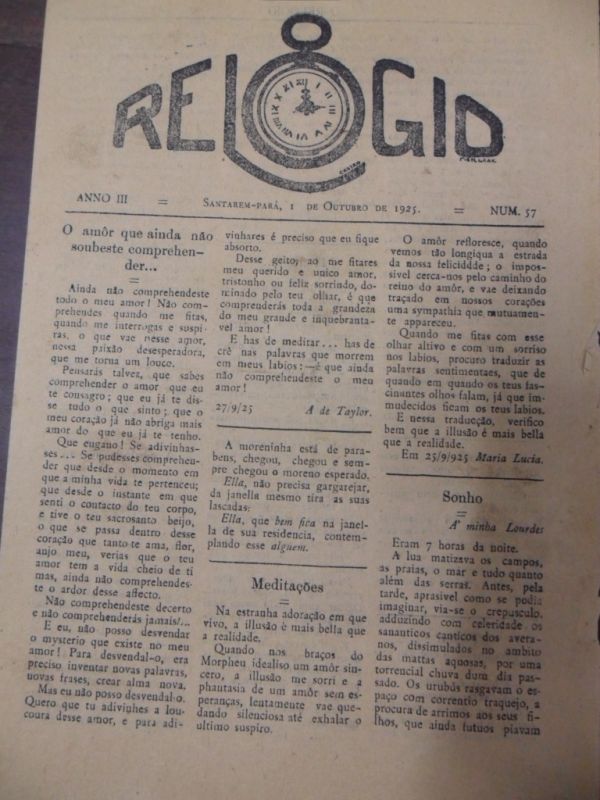 RELOGIO
ANNO III = SANTAREM-PARÁ, 1 DE OUTUBRO DE 1925. = NUM. 57
O amôr que ainda não
soubeste comprehen-
der...
Ainda não comprehendeste
todo o meu amor! Não com-
prehendes quando me fitas,
quando me interrogas e suspi-
ras, o que vae nesse amor,
nessa paixão desesperadora,
que me torna um louco.
Pensarás talvez, que sabes
comprehender o amor que eu
te consagro; que eu já te dis-
se tudo o que sinto; que o
meu coração já não abriga mais
amor do que eu já te tenho.
Que engano! Se adivinhas-
ses... Se pudesses comprehen-
der que desde o momento em
que a minha vida te pertenceu;
que desde o instante em que
senti o contacto do teu corpo,
e tive o teu sacrosanto beijo,
o que se passa dentro desse
coração que tanto te ama, flor,
anjo meu, verias que o teu
amor tem a vida cheio de ti
mas, ainda não comprehendes-
te o ardor desse affecto.
Não comprehendeste decerto
e não comprehenderás jamais!...
E eu, não posso desvendar
o mysterio que existe no meu
amor! Para desvendal-o, era
preciso inventar novas palavras,
novas frases, crear alma nova.
Mas eu não posso desvendal-o.
Quero que tu adivinhes a lou-
coura desse amor, e para adi-
vinhares é preciso que eu fique
absorto.
Desse geito, ao me fitares
meu querido e unico amor,
tristonho ou feliz sorrindo, do-
minado pelo teu olhar, é que
comprenderás toda a grandeza
do meu grande e inquebranta-
vel amor!
E has de meditar... has de
crê nas palavras que morrem
em meus labios:—é que ainda
não comprehendeste o meu
amor!
27/9/25 A de Taylor.
A moreninha está de para-
bens, chegou, chegou e sem-
pre chegou o moreno esperado.
Ella, não precisa gargarejar,
da janella mesmo tira as suas
lascadas:
Ella, que bem fica na janel-
la de sua residencia, contem-
plando esse alguem.
Meditações
Na estranha adoração em que
vivo, a illusão é mais bella que
a realidade.
Quando nos braços do
Morpheu idealiso um amôr sin-
cero, a illusão me sorri e a
phantasia de um amôr sem es-
peranças, lentamente vae que-
dando silenciosa até exhalar o
ultimo suspiro.
O amôr refloresce, quando
vemos tão longiqua a estrada
da nossa felicidade; o impos-
sivel cerca-nos pelo caminho do
reino do amôr, e vae deixando
traçado em nossos corações
uma sympathia que mutuamen-
te appareceu.
Quando me fitas com esse
olhar altivo e com um sorriso
nos labios, procuro traduzir as
palavras sentimentaes, que de
quando em quando os teus fas-
cinantes olhos falam, já que im-
mudecidos ficam os teus labios.
E nessa traducção, verifico
bem que a illusão é mais bella
que a realidade.
Em 25/9/925 Maria Lucia.
Sonho
A' minha Lourdes
Eram 7 horas da noite.
A lua matizava os campos,
as praias, o mar e tudo quanto
além das serras. Antes, pela
tarde, aprasivel como se podia
imaginar, via-se o crepusculo,
adduzindo com celeridade os
sanauticos canticos dos avera-
nos, dissimulados no ambito
das mattas aquosas, por uma
torrencial chuva dum dia pas-
sado. Os urubús rasgavam o es-
paço com correntio traquejo, a
procura de arrimos aos seus fi-
lhos, que ainda futuos piavam